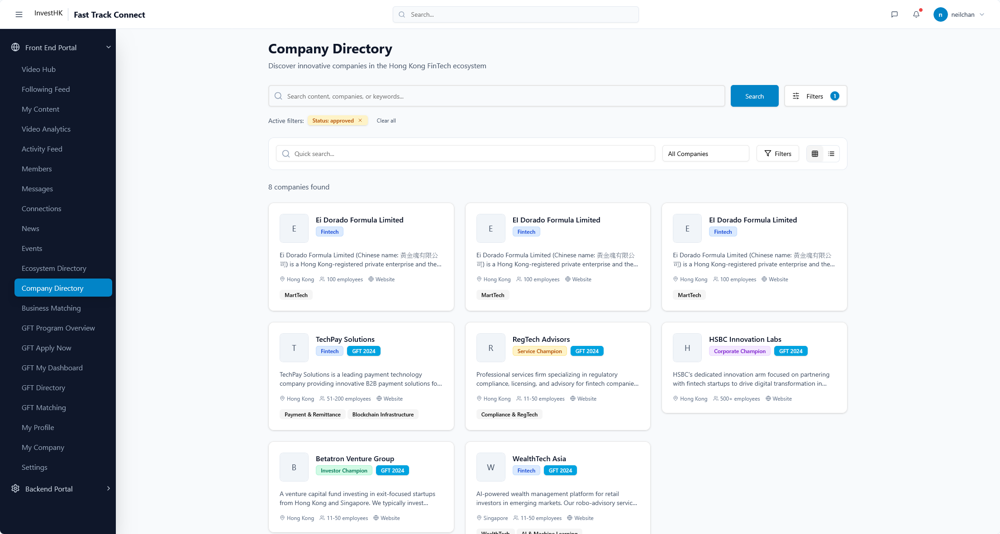 InvestHK
Fast Track Connect
Search...
n
neilchan
Front End Portal
Video Hub
Following Feed
My Content
Video Analytics
Activity Feed
Members
Messages
Connections
News
Events
Ecosystem Directory
Company Directory
Business Matching
GFT Program Overview
GFT Apply Now
GFT My Dashboard
GFT Directory
GFT Matching
My Profile
My Company
Settings
Backend Portal
Company Directory
Discover innovative companies in the Hong Kong FinTech ecosystem
Search content, companies, or keywords...
Search
Filters 1
Active filters: Status: approved × Clear all
Quick search...
All Companies
Filters
8 companies found
E
Ei Dorado Formula Limited
Fintech
Ei Dorado Formula Limited (Chinese name: 黃金魂有限公
司) is a Hong Kong-registered private enterprise and the...
Hong Kong 100 employees Website
MartTech
E
EI Dorado Formula Limited
Fintech
Ei Dorado Formula Limited (Chinese name: 黃金魂有限公
司) is a Hong Kong-registered private enterprise and the...
Hong Kong 100 employees Website
MartTech
E
EI Dorado Formula Limited
Fintech
Ei Dorado Formula Limited (Chinese name: 黃金魂有限公
司) is a Hong Kong-registered private enterprise and the...
Hong Kong 100 employees Website
MartTech
T
TechPay Solutions
Fintech GFT 2024
TechPay Solutions is a leading payment technology
company providing innovative B2B payment solutions fo...
Hong Kong 51-200 employees Website
Payment & Remittance Blockchain Infrastructure
R
RegTech Advisors
Service Champion GFT 2024
Professional services firm specializing in regulatory
compliance, licensing, and advisory for fintech companie...
Hong Kong 11-50 employees Website
Compliance & RegTech
H
HSBC Innovation Labs
Corporate Champion GFT 2024
HSBC's dedicated innovation arm focused on partnering
with fintech startups to drive digital transformation in...
Hong Kong 500+ employees Website
B
Betatron Venture Group
Investor Champion GFT 2024
A venture capital fund investing in exit-focused startups
from Hong Kong and Singapore. We typically invest...
Hong Kong 11-50 employees Website
W
WealthTech Asia
Fintech GFT 2024
AI-powered wealth management platform for retail
investors in emerging markets. Our robo-advisory servic...
Singapore 11-50 employees Website
WealthTech AI & Machine Learning